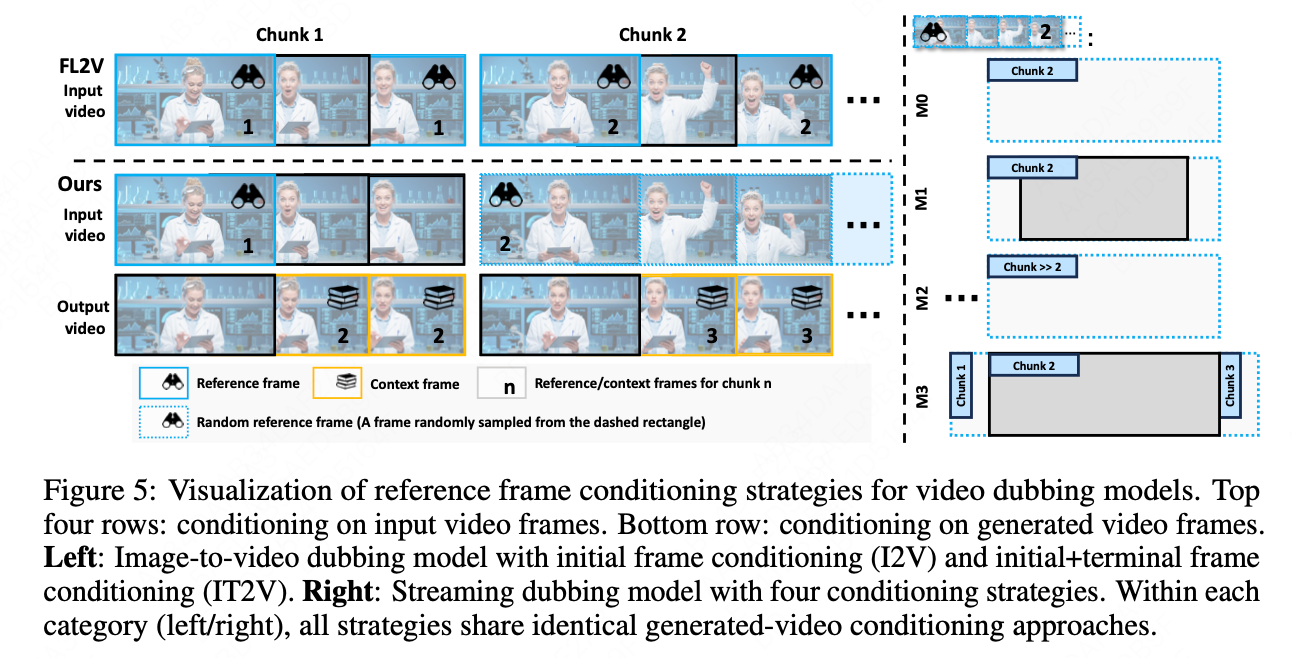 Chunk 1
Chunk 2
FL2V
Input
video
1
1
2
2
...
Ours
Input
video
1
2
...
Output
video
2
2
3
3
...
Reference frame
Context frame
n
Reference/context frames for chunk n
Random reference frame (A frame randomly sampled from the dashed rectangle)
2 ... :
M0
Chunk 2
M1
Chunk 2
...
M2
Chunk >> 2
M3
Chunk 1
Chunk 2
Chunk 3
Figure 5: Visualization of reference frame conditioning strategies for video dubbing models. Top
four rows: conditioning on input video frames. Bottom row: conditioning on generated video frames.
Left: Image-to-video dubbing model with initial frame conditioning (I2V) and initial+terminal frame
conditioning (IT2V). Right: Streaming dubbing model with four conditioning strategies. Within each
category (left/right), all strategies share identical generated-video conditioning approaches.